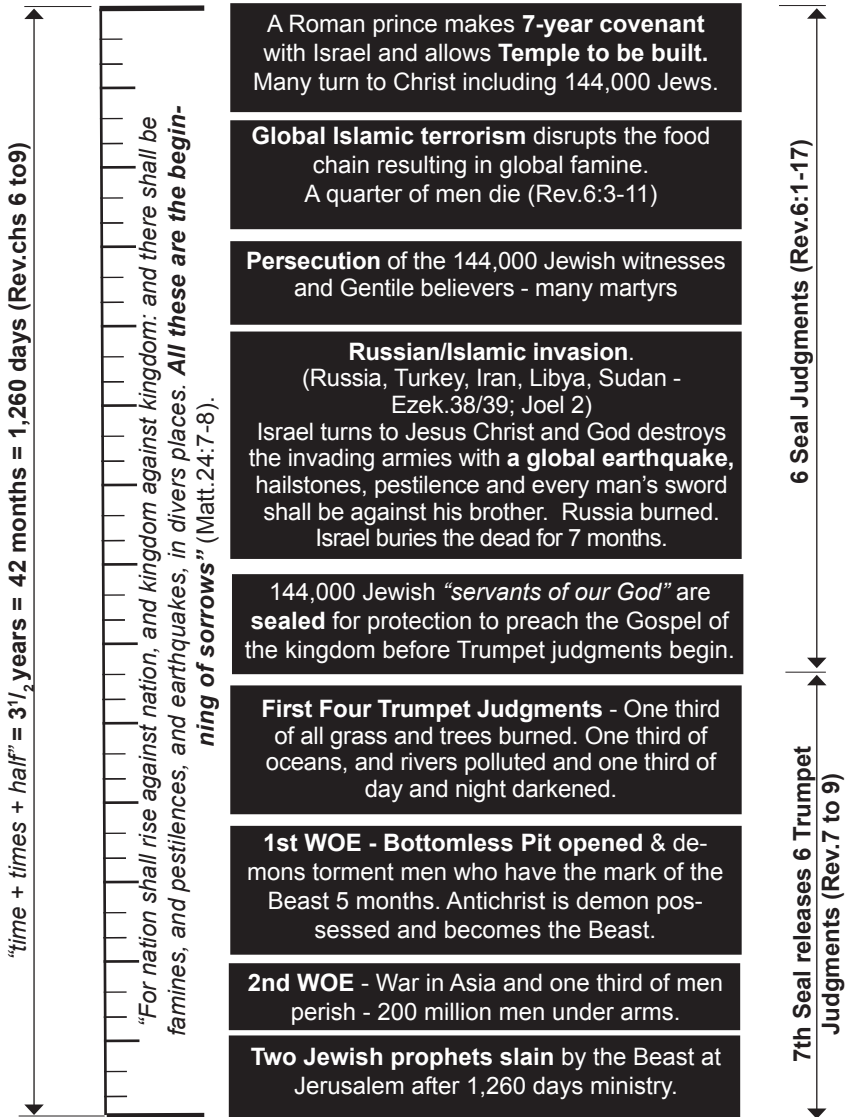 "time + times + half" = 3 1/2 years = 42 months = 1,260 days (Rev.chs 6 to9)
"For nation shall rise against nation, and kingdom against kingdom: and there shall be
famines, and pestilences, and earthquakes, in divers places. All these are the begin-
ning of sorrows" (Matt.24:7-8).
A Roman prince makes 7-year covenant
with Israel and allows Temple to be built.
Many turn to Christ including 144,000 Jews.
Global Islamic terrorism disrupts the food
chain resulting in global famine.
A quarter of men die (Rev.6:3-11)
Persecution of the 144,000 Jewish witnesses
and Gentile believers - many martyrs
Russian/Islamic invasion.
(Russia, Turkey, Iran, Libya, Sudan -
Ezek.38/39; Joel 2)
Israel turns to Jesus Christ and God destroys
the invading armies with a global earthquake,
hailstones, pestilence and every man's sword
shall be against his brother. Russia burned.
Israel buries the dead for 7 months.
144,000 Jewish "servants of our God" are
sealed for protection to preach the Gospel of
the kingdom before Trumpet judgments begin.
First Four Trumpet Judgments - One third
of all grass and trees burned. One third of
oceans, and rivers polluted and one third of
day and night darkened.
1st WOE - Bottomless Pit opened & de-
mons torment men who have the mark of the
Beast 5 months. Antichrist is demon pos-
sessed and becomes the Beast.
2nd WOE - War in Asia and one third of men
perish - 200 million men under arms.
Two Jewish prophets slain by the Beast at
Jerusalem after 1,260 days ministry.
6 Seal Judgments (Rev.6:1-17)
7th Seal releases 6 Trumpet
Judgments (Rev.7 to 9)